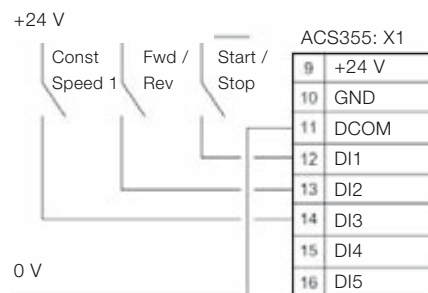 +24 V
Const
Speed 1
Fwd /
Rev
Start /
Stop
ACS355: X1
9 +24 V
10 GND
11 DCOM
12 DI1
13 DI2
14 DI3
15 DI4
16 DI5
0 V